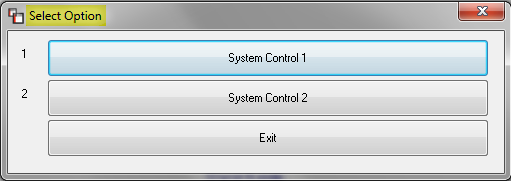 Select Option
1 System Control 1
2 System Control 2
Exit